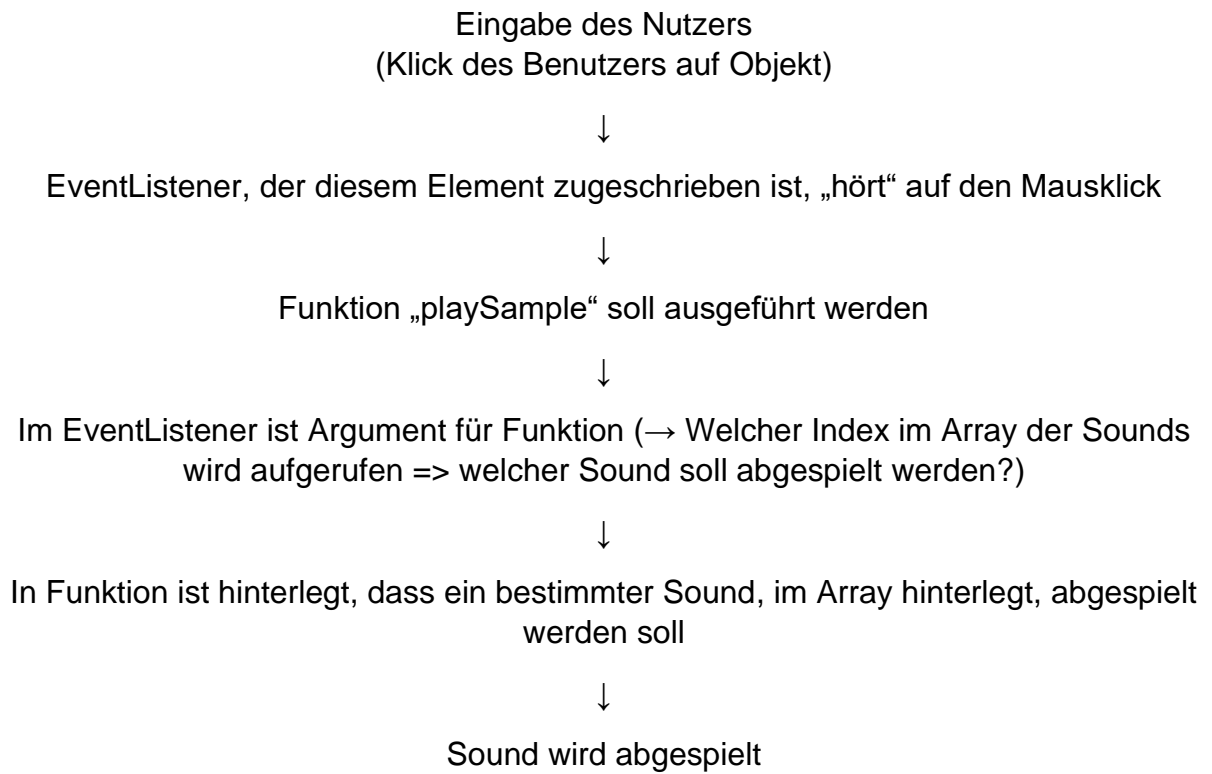 Eingabe des Nutzers
(Klick des Benutzers auf Objekt)
↓
EventListener, der diesem Element zugeschrieben ist, „hört“ auf den Mausklick
↓
Funktion „playSample“ soll ausgeführt werden
↓
Im EventListener ist Argument für Funktion (→ Welcher Index im Array der Sounds
wird aufgerufen => welcher Sound soll abgespielt werden?)
↓
In Funktion ist hinterlegt, dass ein bestimmter Sound, im Array hinterlegt, abgespielt
werden soll
↓
Sound wird abgespielt